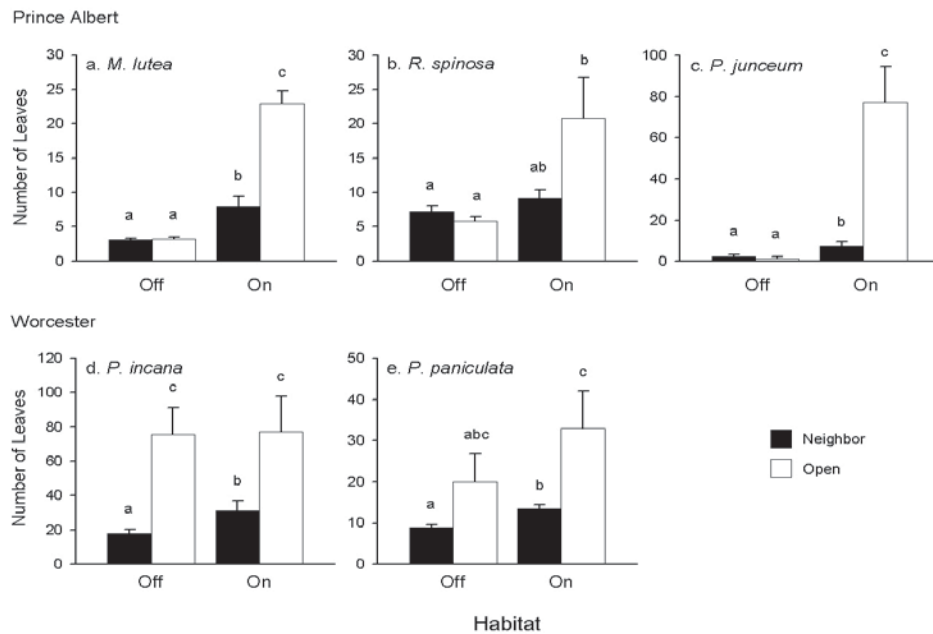 Prince Albert
a. M. lutea
b. R. spinosa
c. P. junceum
Number of Leaves
30
25
20
15
10
5
0
a
a
b
c
Off
On
30
25
20
15
10
5
0
a
a
ab
b
Off
On
100
80
60
40
20
0
a
a
b
c
Off
On
Worcester
d. P. incana
e. P. paniculata
Number of Leaves
120
100
80
60
40
20
0
a
c
b
c
Off
On
50
40
30
20
10
0
a
abc
b
c
Off
On
Neighbor
Open
Habitat